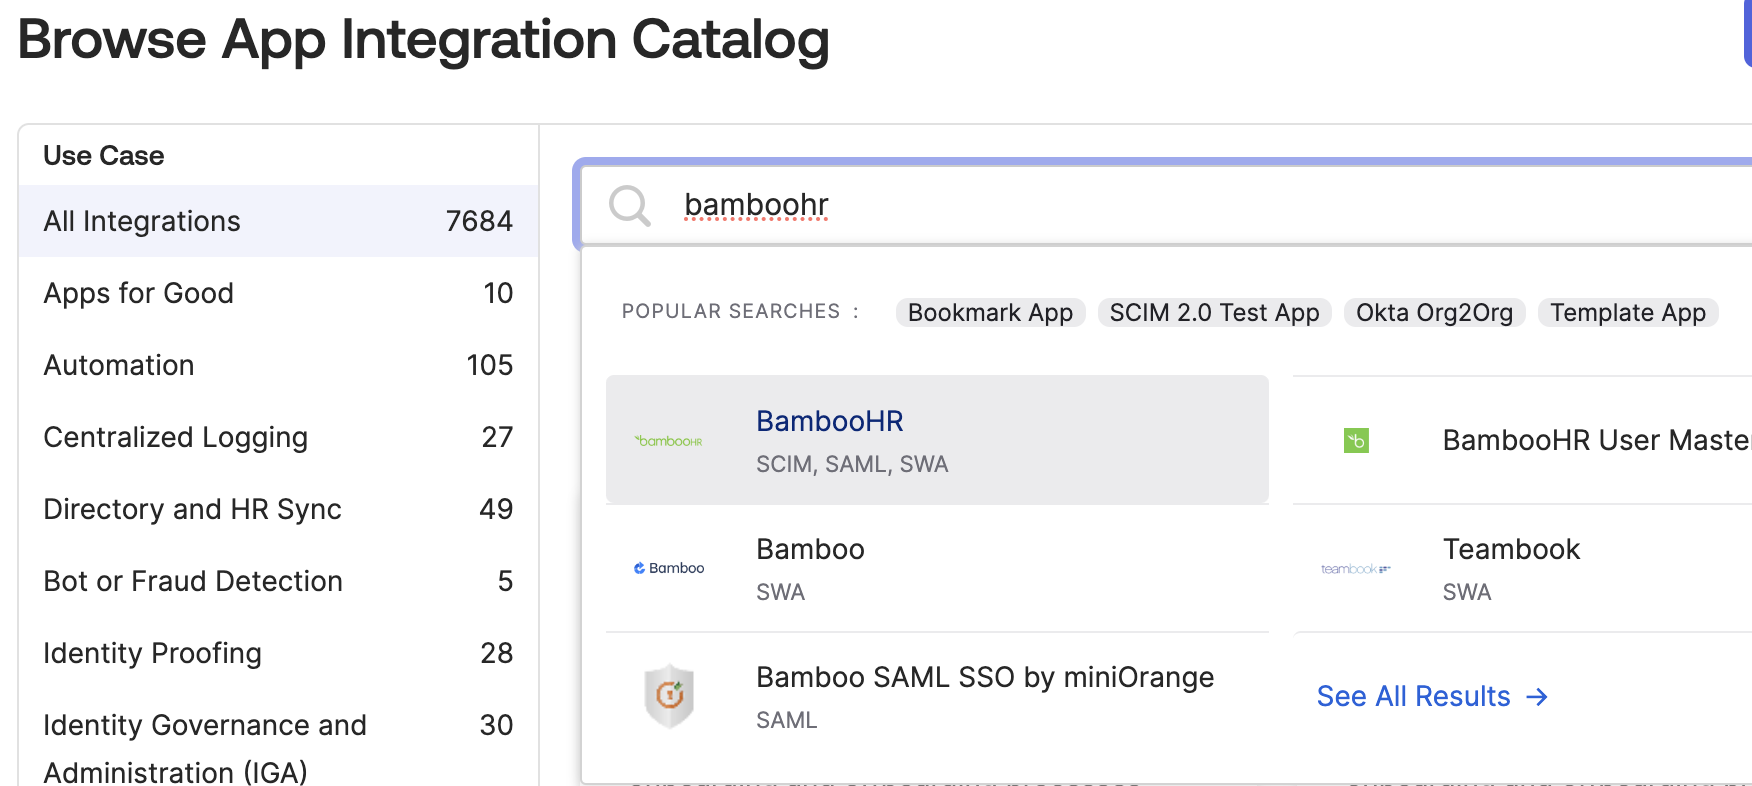 Browse App Integration Catalog
Use Case
All Integrations 7684
Apps for Good 10
Automation 105
Centralized Logging 27
Directory and HR Sync 49
Bot or Fraud Detection 5
Identity Proofing 28
Identity Governance and 30
Administration (IGA)
bamboohr
POPULAR SEARCHES : Bookmark App SCIM 2.0 Test App Okta Org2Org Template App
bambooHR
BambooHR
SCIM, SAML, SWA
b
BambooHR User Master
Bamboo
Bamboo
SWA
teambook
Teambook
SWA
Bamboo SAML SSO by miniOrange
SAML
See All Results →